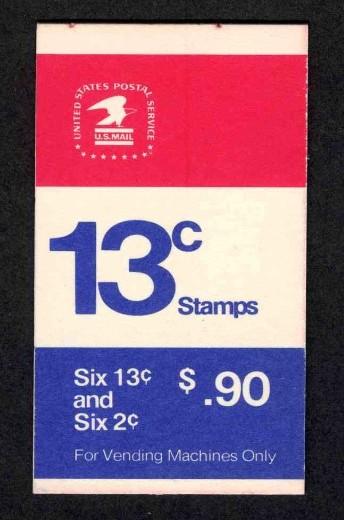 UNITED STATES POSTAL SERVICE
U.S.MAIL
13c
Stamps
Six 13¢
and
Six 2¢
$.90
For Vending Machines Only